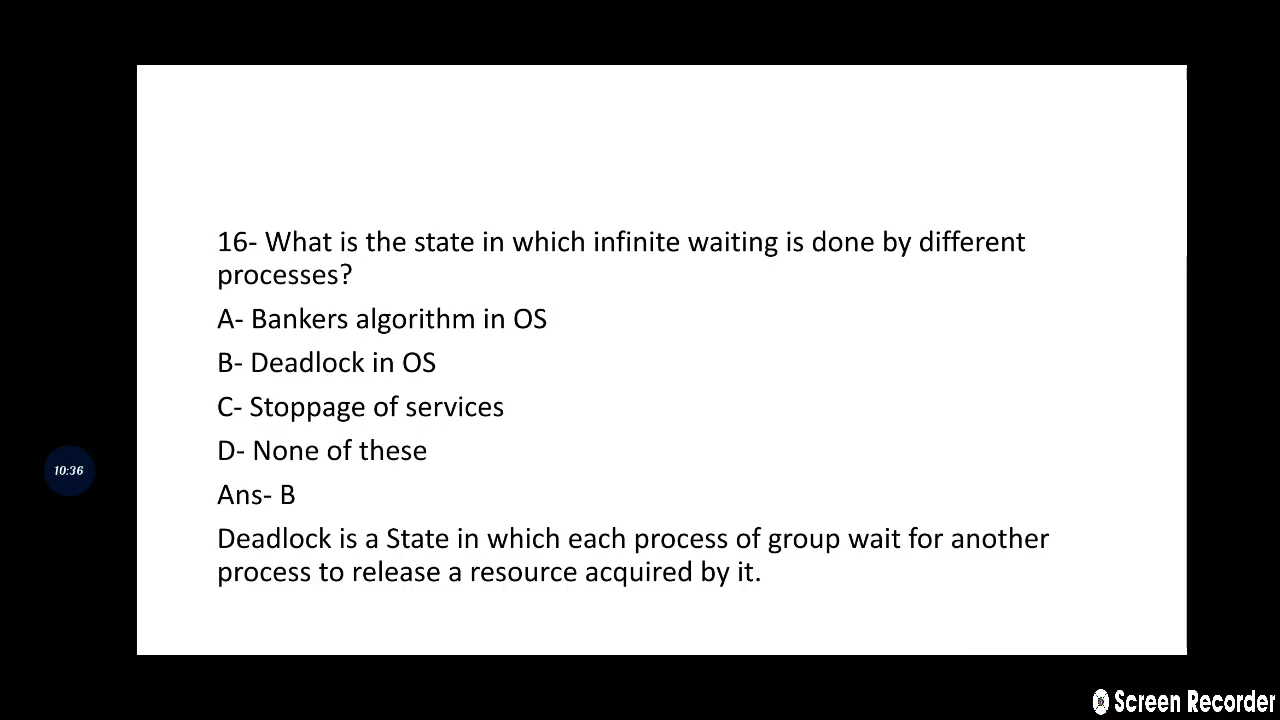 16- What is the state in which infinite waiting is done by different
processes?
A- Bankers algorithm in OS
B- Deadlock in OS
C- Stoppage of services
D- None of these
Ans- B
Deadlock is a State in which each process of group wait for another
process to release a resource acquired by it.
10:36
Screen Recorder